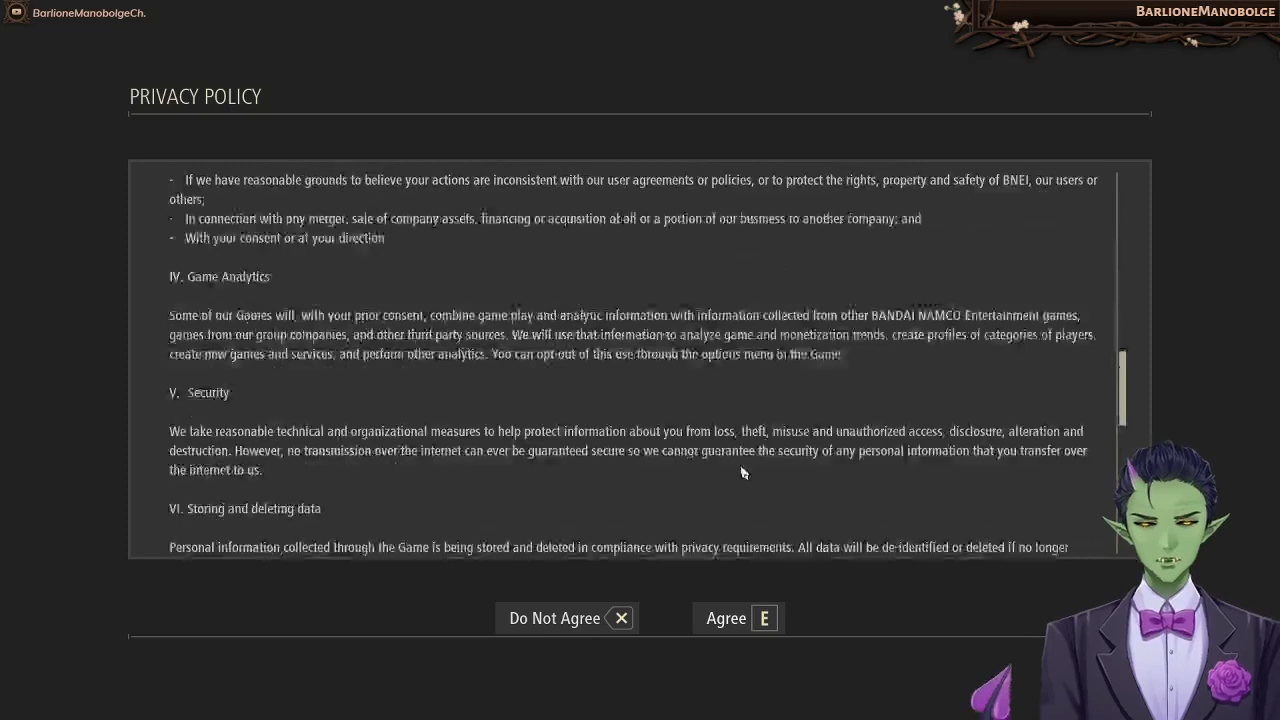 BarlioneManobolgeCh.
BarlioneManobolge
PRIVACY POLICY
- If we have reasonable grounds to believe your actions are inconsistent with our user agreements or policies, or to protect the rights, property and safety of BNEI, our users or
others;
- In connection with any merger, sale of company assets, financing or acquisition of all or a portion of our business to another company; and
- With your consent or at your direction
IV. Game Analytics
Some of our Games will, with your prior consent, combine game play and analytic information with information collected from other BANDAI NAMCO Entertainment games,
games from our group companies, and other third party sources. We will use that information to analyze game and monetization trends, create profiles of categories of players,
create new games and services, and perform other analytics. You can opt-out of this use through the options menu in the Game.
V. Security
We take reasonable technical and organizational measures to help protect information about you from loss, theft, misuse and unauthorized access, disclosure, alteration and
destruction. However, no transmission over the internet can ever be guaranteed secure so we cannot guarantee the security of any personal information that you transfer over
the internet to us.
VI. Storing and deleting data
Personal information collected through the Game is being stored and deleted in compliance with privacy requirements. All data will be de-identified or deleted if no longer
Do Not Agree X
Agree E